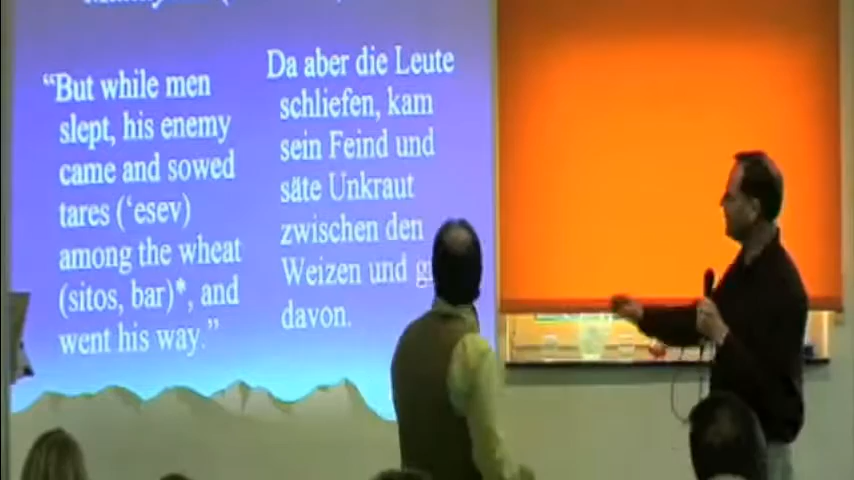 “But while men
slept, his enemy
came and sowed
tares (‘esev)
among the wheat
(sitos, bar)*, and
went his way.”
Da aber die Leute
schliefen, kam
sein Feind und
säte Unkraut
zwischen den
Weizen und
davon.